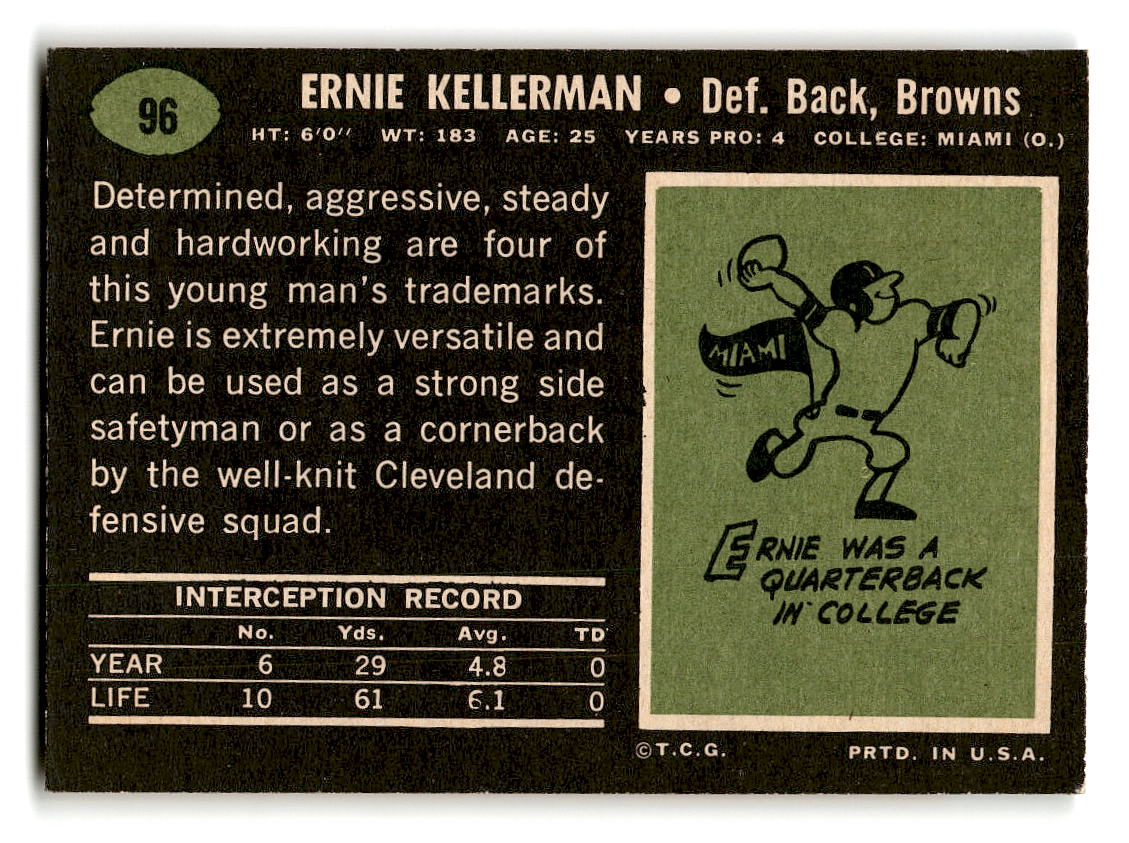 96
ERNIE KELLERMAN • Def. Back, Browns
HT: 6'0" WT: 183 AGE: 25 YEARS PRO: 4 COLLEGE: MIAMI (O.)
Determined, aggressive, steady
and hardworking are four of
this young man's trademarks.
Ernie is extremely versatile and
can be used as a strong side
safetyman or as a cornerback
by the well-knit Cleveland de-
fensive squad.
INTERCEPTION RECORD
No. Yds. Avg. TD
YEAR 6 29 4.8 0
LIFE 10 61 6.1 0
MIAMI
ERNIE WAS A
QUARTERBACK
IN COLLEGE
©T.C.G. PRTD. IN U.S.A.